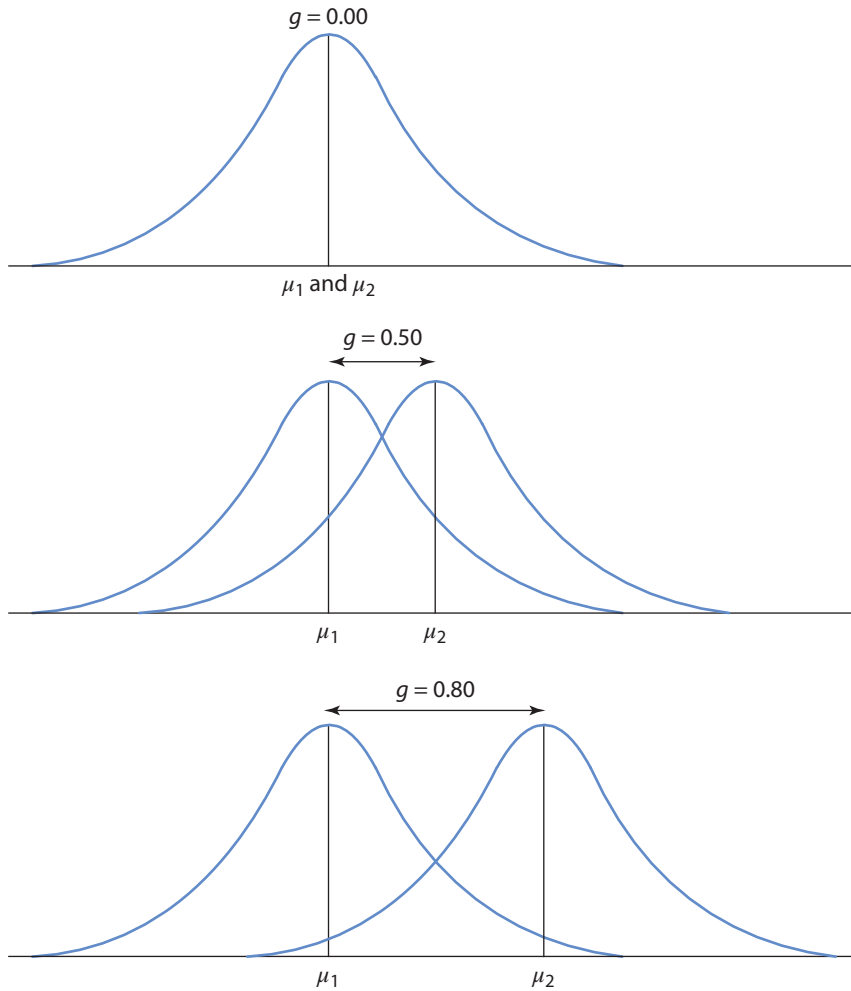 g = 0.00
μ1 and μ2
g = 0.50
μ1 μ2
g = 0.80
μ1 μ2